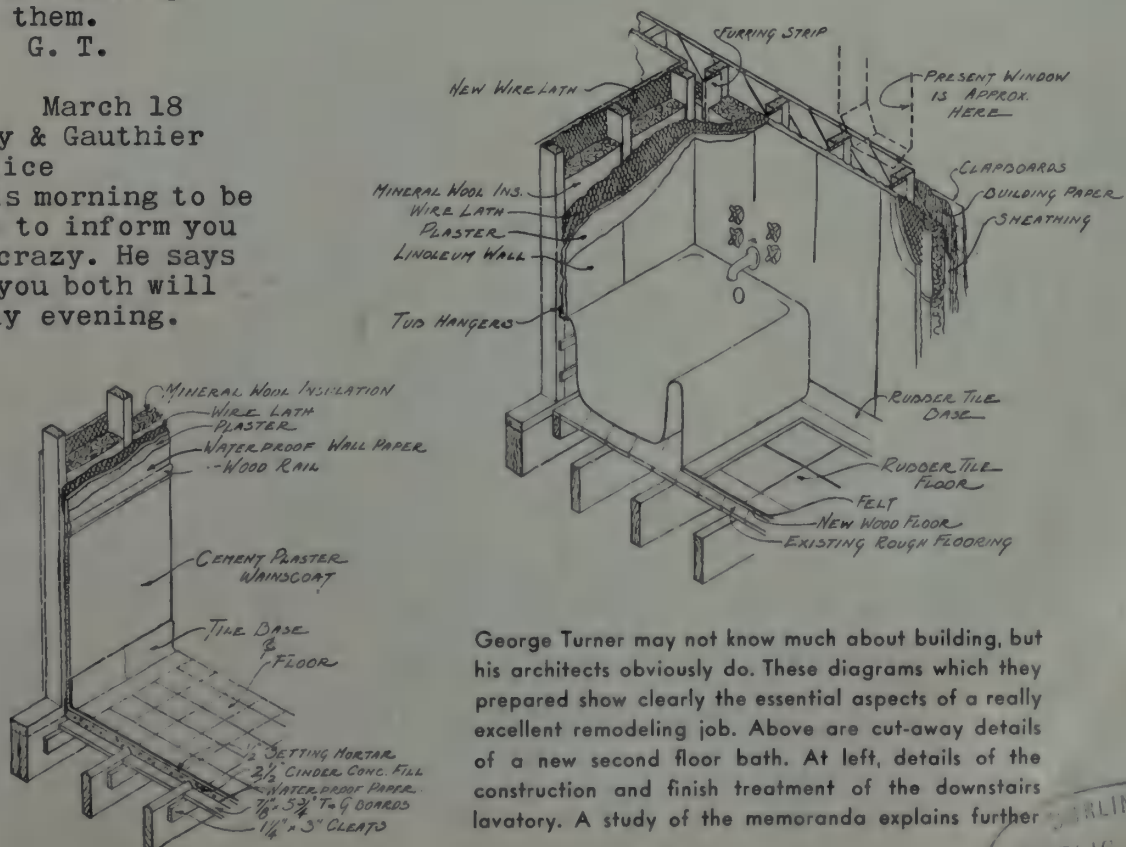 them.
G. T.
March 18
y & Gauthier
ice
s morning to be
to inform you
crazy. He says
you both will
y evening.
FURRING STRIP
NEW WIRE LATH
PRESENT WINDOW
IS APPROX.
HERE
CLAPBOARDS
BUILDING PAPER
SHEATHING
MINERAL WOOL INS.
WIRE LATH
PLASTER
LINOLEUM WALL
TUB HANGERS
RUBBER TILE
BASE
RUBBER TILE
FLOOR
FELT
NEW WOOD FLOOR
EXISTING ROUGH FLOORING
MINERAL WOOL INSULATION
WIRE LATH
PLASTER
WATERPROOF WALL PAPER
WOOD RAIL
CEMENT PLASTER
WAINSCOAT
TILE BASE
&
FLOOR
1/2" SETTING MORTAR
2 1/2" CINDER CONC. FILL
WATERPROOF PAPER
7/8" x 5 3/4" T & G BOARDS
1 1/4" x 3" CLEATS
George Turner may not know much about building, but
his architects obviously do. These diagrams which they
prepared show clearly the essential aspects of a really
excellent remodeling job. Above are cut-away details
of a new second floor bath. At left, details of the
construction and finish treatment of the downstairs
lavatory. A study of the memoranda explains further